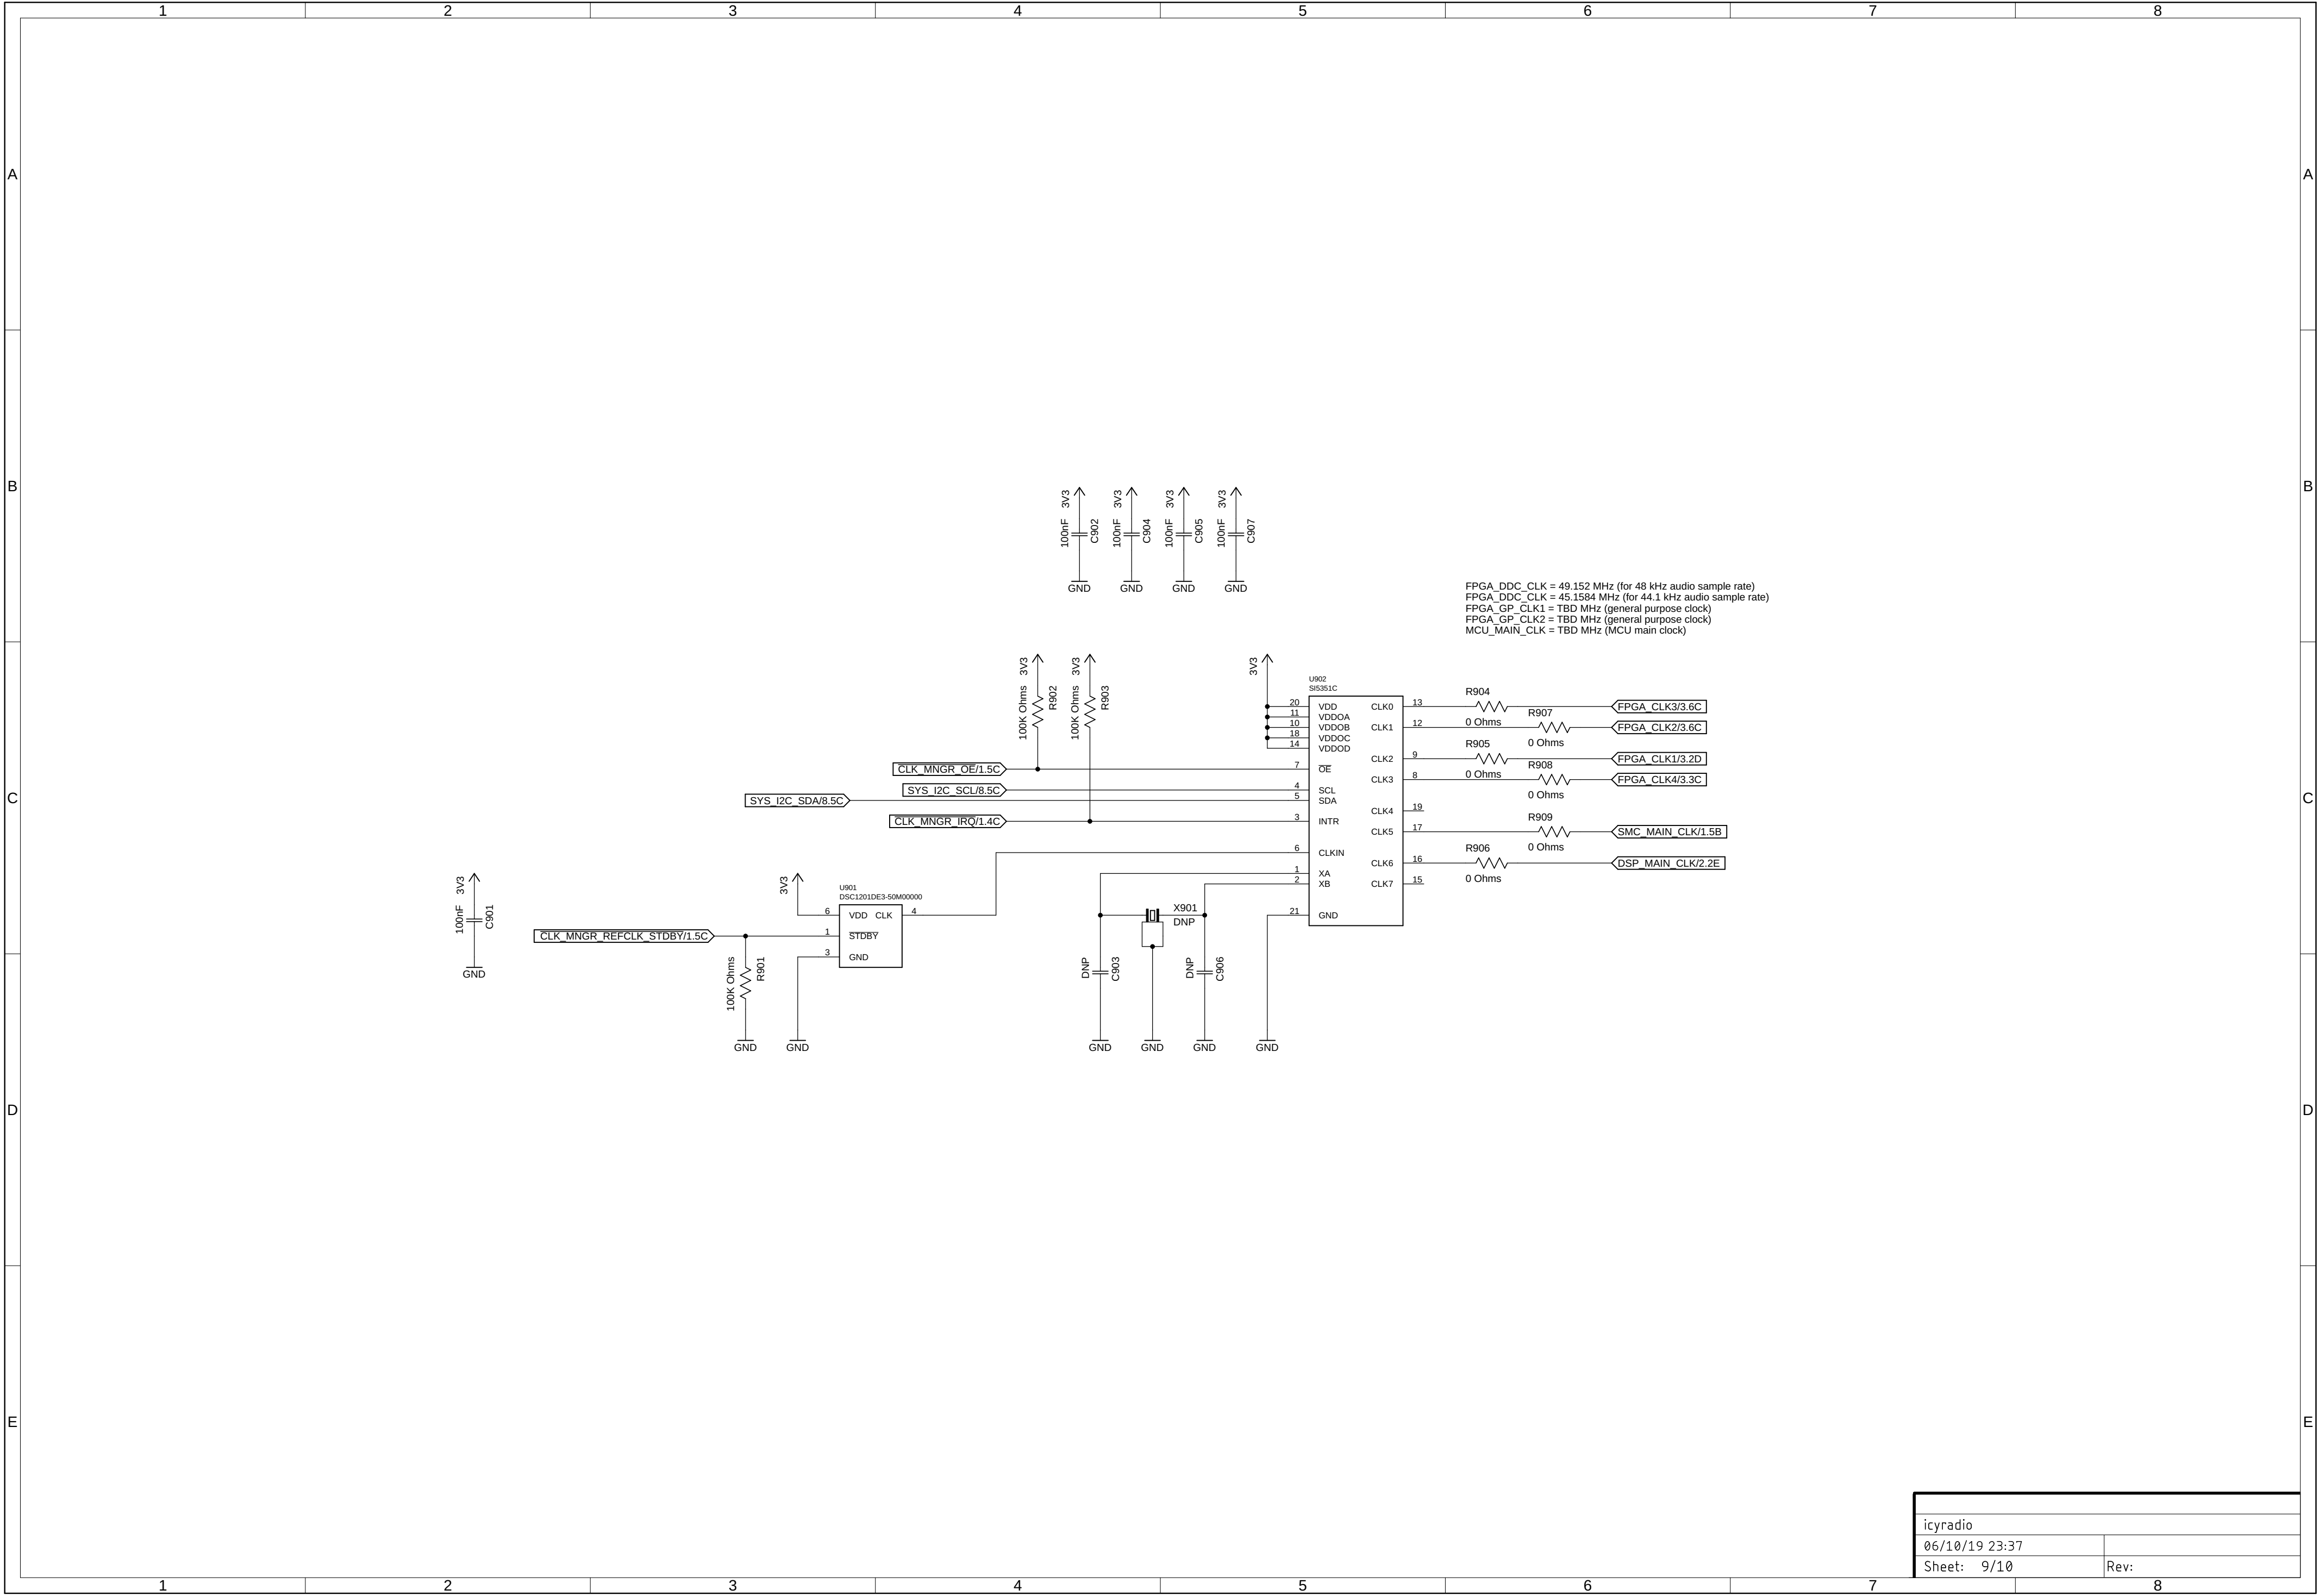 1 2 3 4 5 6 7 8
A A
B B
3V3 3V3 3V3 3V3
100nF 100nF 100nF 100nF
C902 C904 C905 C907
GND GND GND GND
FPGA_DDC_CLK = 49.152 MHz (for 48 kHz audio sample rate)
FPGA_DDC_CLK = 45.1584 MHz (for 44.1 kHz audio sample rate)
FPGA_GP_CLK1 = TBD MHz (general purpose clock)
FPGA_GP_CLK2 = TBD MHz (general purpose clock)
MCU_MAIN_CLK = TBD MHz (MCU main clock)
3V3 3V3 3V3
100K Ohms R902
100K Ohms R903
U902
SI5351C
20 VDD CLK0 13
11 VDDOA
10 VDDOB CLK1 12
18 VDDOC
14 VDDOD
CLK2 9
7 OE
CLK3 8
4 SCL
5 SDA
CLK4 19
3 INTR
CLK5 17
6 CLKIN
CLK6 16
1 XA
2 XB CLK7 15
21 GND
R904
0 Ohms
FPGA_CLK3/3.6C
R907
0 Ohms
FPGA_CLK2/3.6C
R905
0 Ohms
FPGA_CLK1/3.2D
R908
0 Ohms
FPGA_CLK4/3.3C
R909
0 Ohms
SMC_MAIN_CLK/1.5B
R906
0 Ohms
DSP_MAIN_CLK/2.2E
CLK_MNGR_OE/1.5C
SYS_I2C_SCL/8.5C
SYS_I2C_SDA/8.5C
CLK_MNGR_IRQ/1.4C
C C
3V3
100nF
C901
GND
3V3
U901
DSC1201DE3-50M00000
6 VDD CLK 4
1 STDBY
3 GND
CLK_MNGR_REFCLK_STDBY/1.5C
100K Ohms
R901
GND GND
X901
DNP
DNP
C903
DNP
C906
GND GND GND GND
D D
E E
icyradio
06/10/19 23:37
Sheet: 9/10 Rev:
1 2 3 4 5 6 7 8